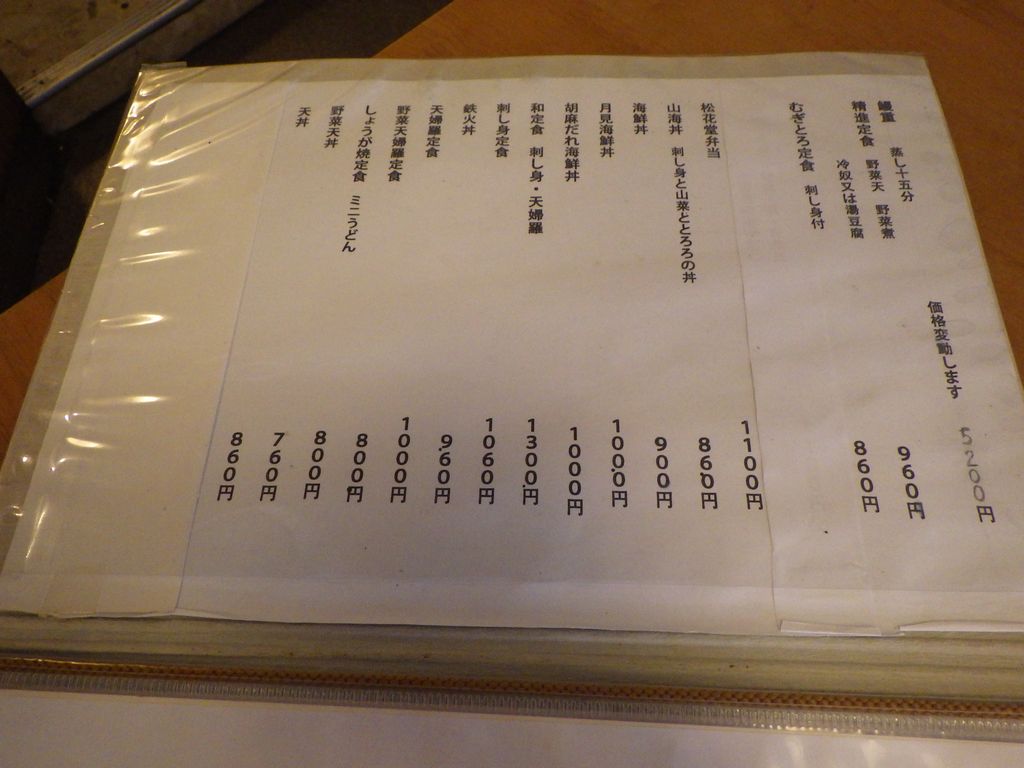 鰻重 蒸し十五分 価格変動します 5200円
精進定食 野菜天 野菜煮 960円
冷奴又は湯豆腐
むぎとろ定食 刺し身付 860円
松花堂弁当 1100円
山海丼 刺し身と山菜ととろろの丼 860円
海鮮丼 900円
月見海鮮丼 1000円
胡麻だれ海鮮丼 1000円
和定食 刺し身・天婦羅 1300円
刺し身定食 1060円
鉄火丼 960円
天婦羅定食 1000円
野菜天婦羅定食 800円
しょうが焼定食 ミニうどん 800円
野菜天丼 760円
天丼 860円